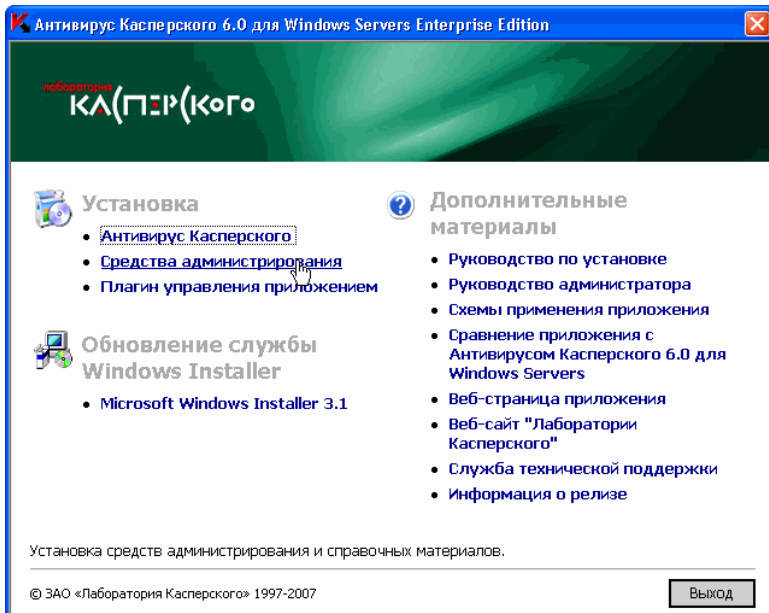 Антивирус Касперского 6.0 для Windows Servers Enterprise Edition
лаборатория
КАСПЕРСКОГО
Установка
• Антивирус Касперского
• Средства администрирования
• Плагин управления приложением
Обновление службы
Windows Installer
• Microsoft Windows Installer 3.1
Дополнительные
материалы
• Руководство по установке
• Руководство администратора
• Схемы применения приложения
• Сравнение приложения с
Антивирусом Касперского 6.0 для
Windows Servers
• Веб-страница приложения
• Веб-сайт "Лаборатории
Касперского"
• Служба технической поддержки
• Информация о релизе
Установка средств администрирования и справочных материалов.
© ЗАО «Лаборатория Касперского» 1997-2007
Выход